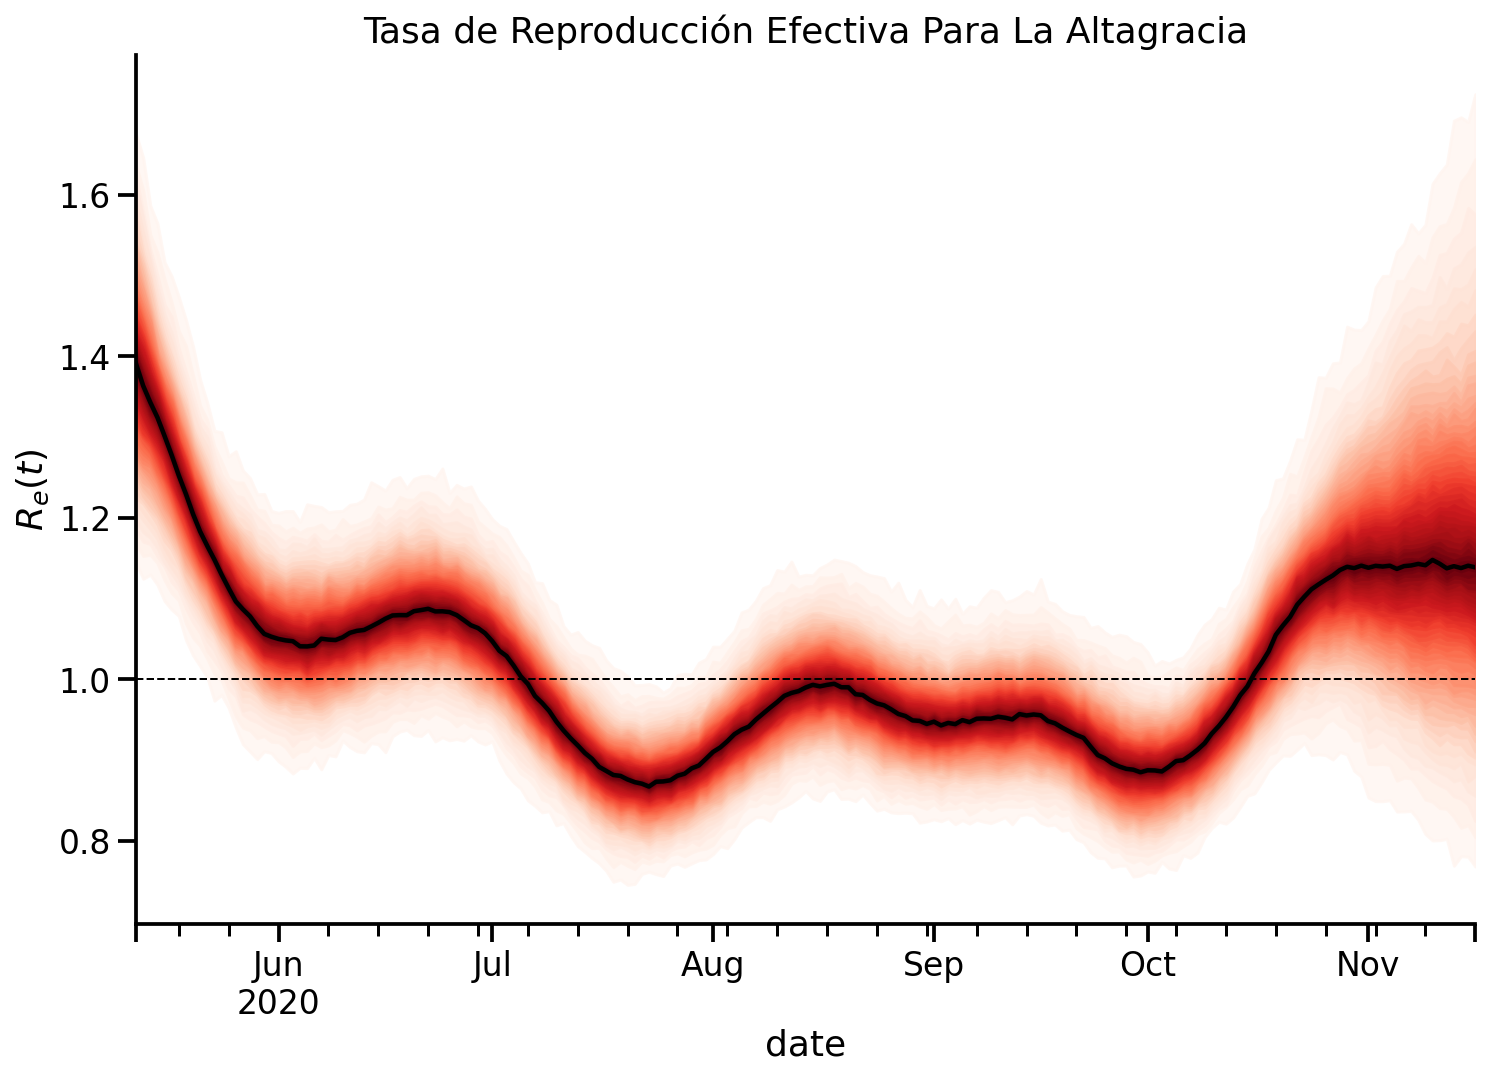 Tasa de Reproducción Efectiva Para La Altagracia
1.6
1.4
1.2
1.0
0.8
Rₑ(t)
Jun Jul Aug Sep Oct Nov
2020
date